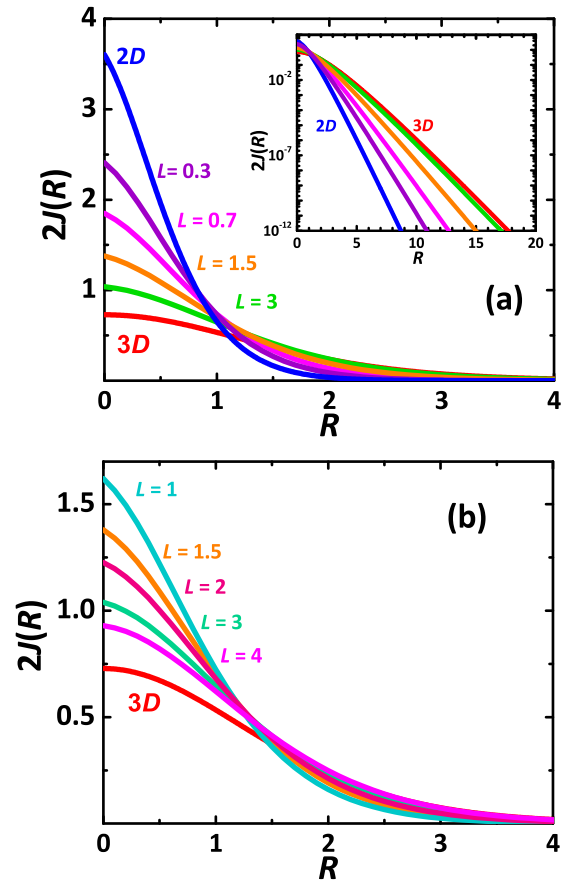 (a)
2J(R)
4
3
2
1
0
1
2
3
4
R
2D
L= 0.3
L= 0.7
L= 1.5
L= 3
3D
2J(R)
10^-2
10^-7
10^-12
0
5
10
15
20
R
2D
3D
(b)
2J(R)
1.5
1.0
0.5
0
1
2
3
4
R
L = 1
L = 1.5
L = 2
L = 3
L = 4
3D